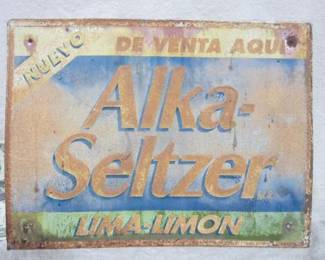 NUEVO
DE VENTA AQUI
Alka-
Seltzer
LIMA-LIMON